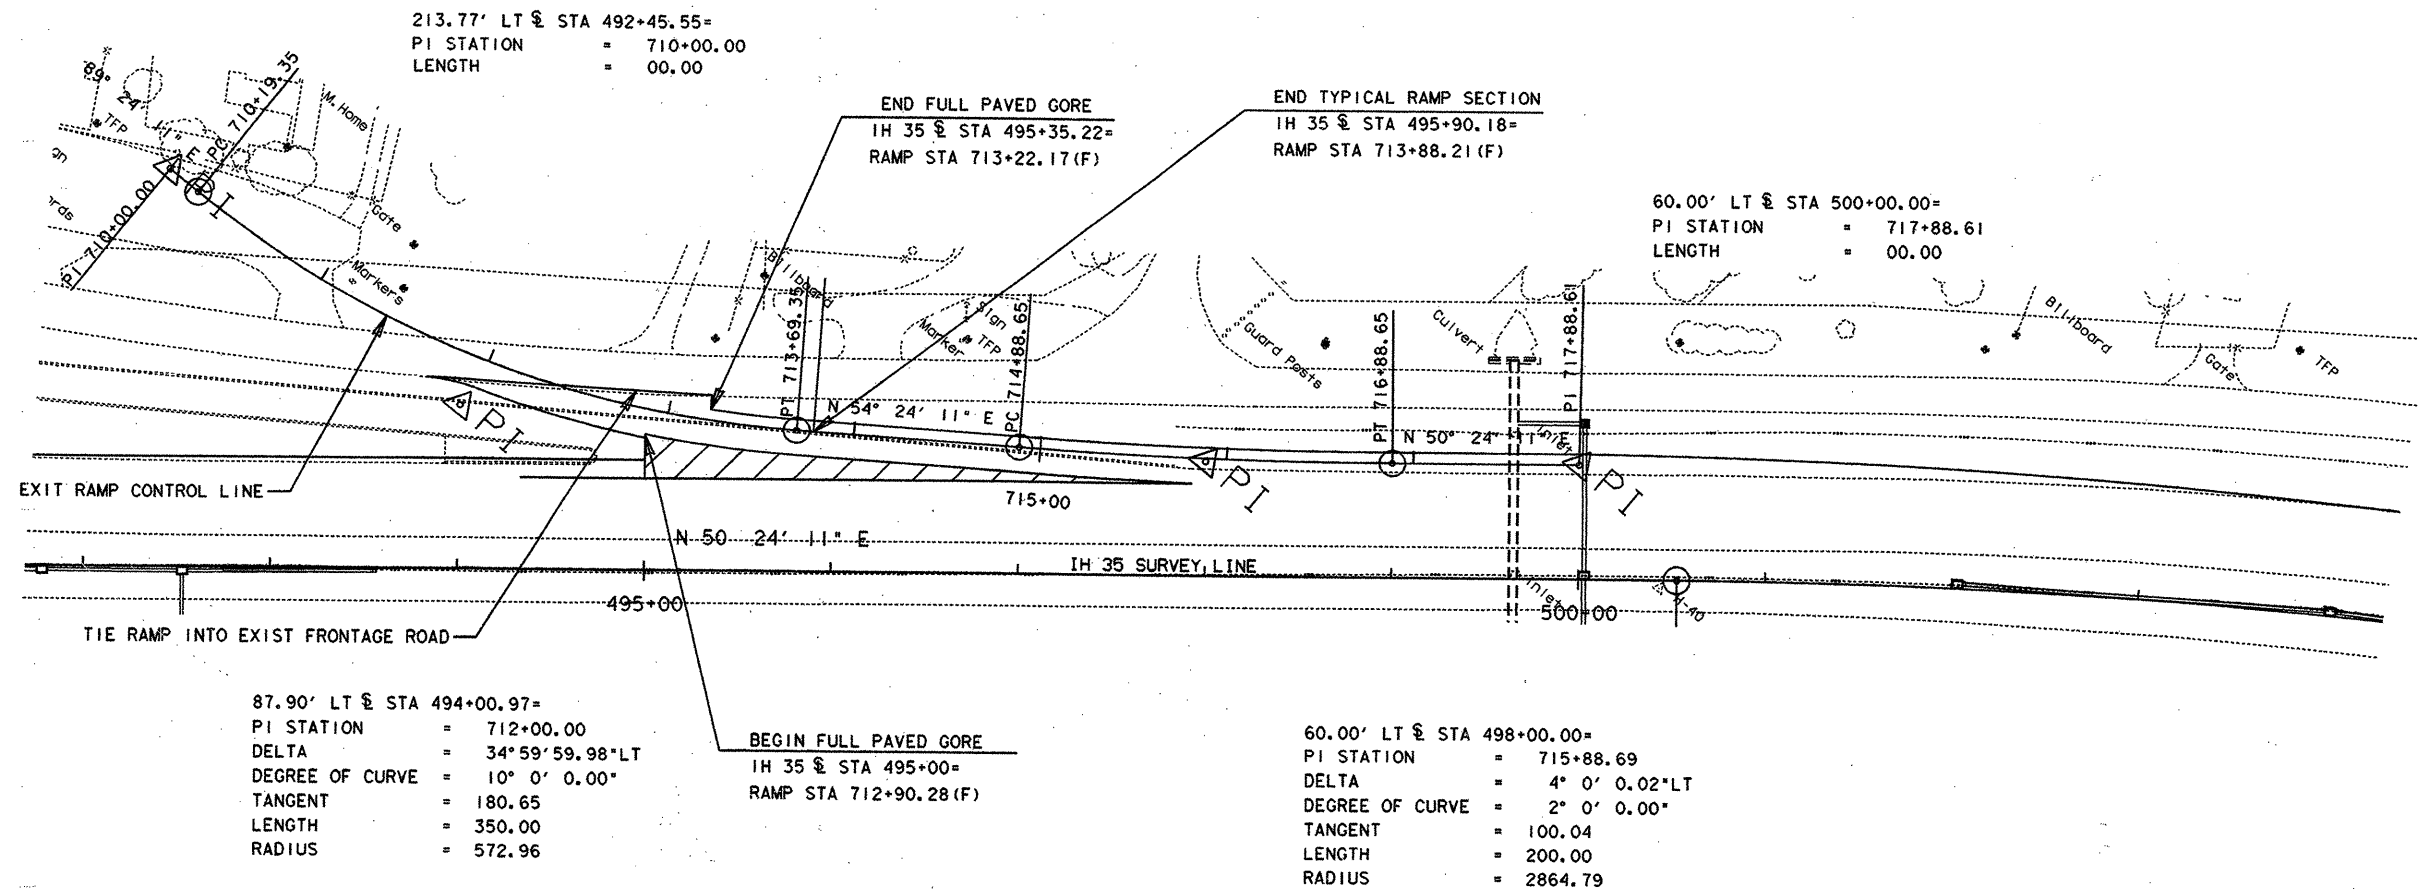 213.77' LT ℄ STA 492+45.55=
PI STATION = 710+00.00
LENGTH = 00.00
END FULL PAVED GORE
IH 35 ℄ STA 495+35.22=
RAMP STA 713+22.17(F)
END TYPICAL RAMP SECTION
IH 35 ℄ STA 495+90.18=
RAMP STA 713+88.21(F)
60.00' LT ℄ STA 500+00.00=
PI STATION = 717+88.61
LENGTH = 00.00
89° 24' 11" E
PC 710+19.35
M. Home
TFP
PI 710+00.00
PI
Gate
Markers
Billboard
PT 713+69.35
Sign
Marker
TFP
PC 714+88.65
Guard Posts
PT 716+88.65
Culvert
PI 717+88.61
Billboard
Gate
TFP
N 54° 24' 11" E
N 50° 24' 11" E
Inlet
PI
PI
PI
EXIT RAMP CONTROL LINE
715+00
N 50 24' 11" E
IH 35 SURVEY LINE
495+00
Inlet
500+00
TIE RAMP INTO EXIST FRONTAGE ROAD
87.90' LT ℄ STA 494+00.97=
PI STATION = 712+00.00
DELTA = 34°59'59.98"LT
DEGREE OF CURVE = 10° 0' 0.00"
TANGENT = 180.65
LENGTH = 350.00
RADIUS = 572.96
BEGIN FULL PAVED GORE
IH 35 ℄ STA 495+00=
RAMP STA 712+90.28(F)
60.00' LT ℄ STA 498+00.00=
PI STATION = 715+88.69
DELTA = 4° 0' 0.02"LT
DEGREE OF CURVE = 2° 0' 0.00"
TANGENT = 100.04
LENGTH = 200.00
RADIUS = 2864.79